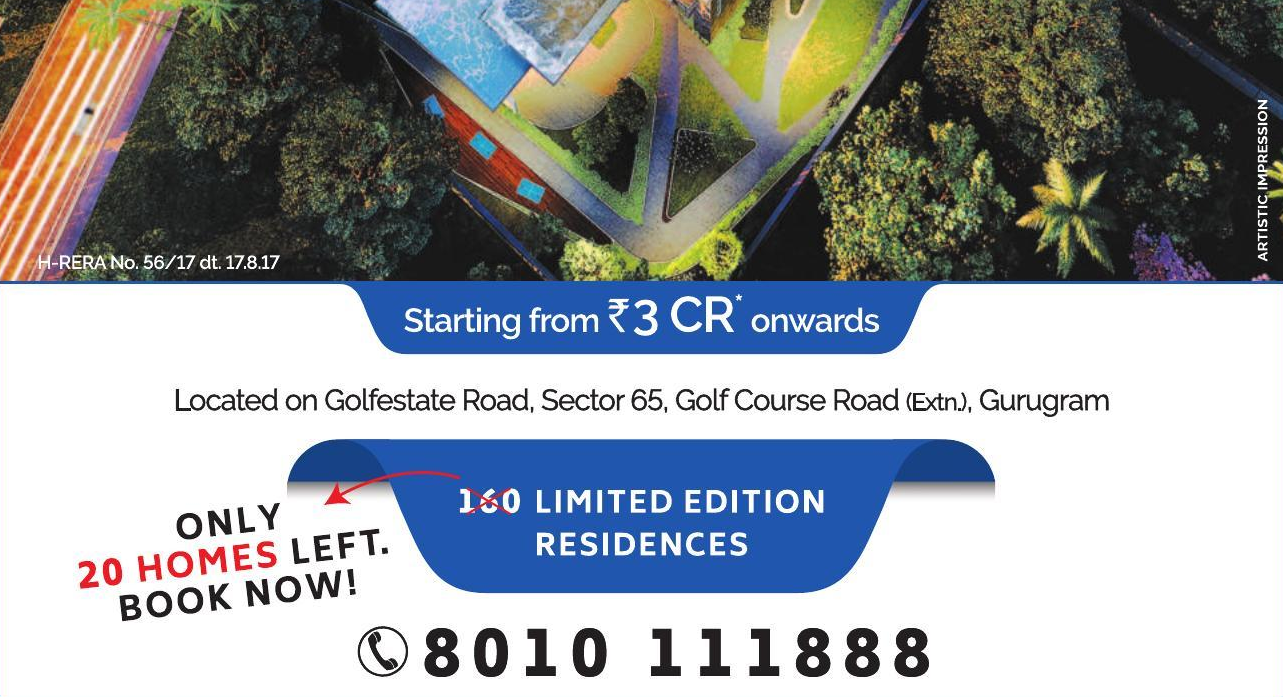 ARTISTIC IMPRESSION
H-RERA No. 56/17 dt. 17.8.17
Starting from ₹3 CR* onwards
Located on Golfestate Road, Sector 65, Golf Course Road (Extn.), Gurugram
160 LIMITED EDITION
RESIDENCES
ONLY
20 HOMES LEFT.
BOOK NOW!
8010 111888